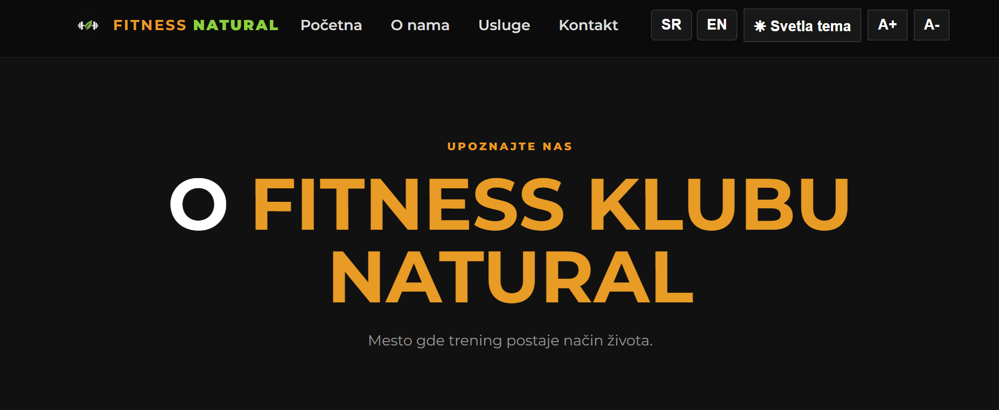 FITNESS NATURAL Početna O nama Usluge Kontakt SR EN Svetla tema A+ A-
UPOZNAJTE NAS
O FITNESS KLUBU
NATURAL
Mesto gde trening postaje način života.